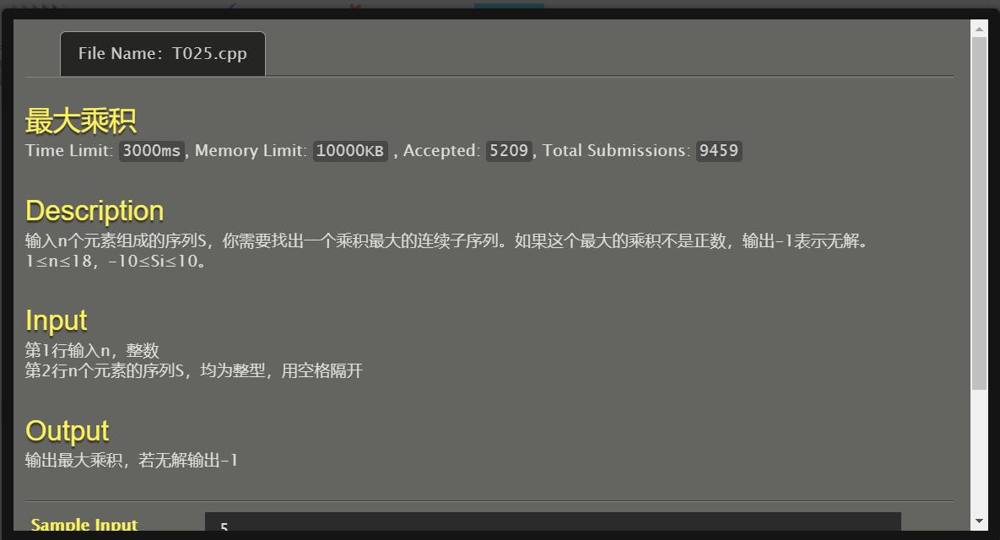 File Name: T025.cpp
最大乘积
Time Limit: 3000ms, Memory Limit: 10000KB , Accepted: 5209, Total Submissions: 9459
Description
输入n个元素组成的序列S，你需要找出一个乘积最大的连续子序列。如果这个最大的乘积不是正数，输出-1表示无解。
1≤n≤18，-10≤Si≤10。
Input
第1行输入n，整数
第2行n个元素的序列S，均为整型，用空格隔开
Output
输出最大乘积，若无解输出-1
Sample Input
5